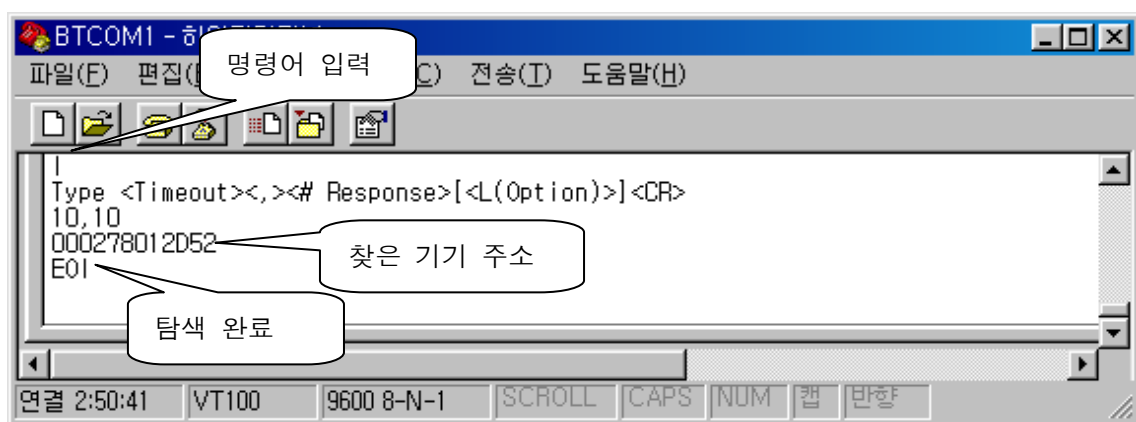 BTCOM1 -
명령어 입력
파일(F) 편집( C) 전송(T) 도움말(H)
I
Type <Timeout><,><# Response>[<L(Option)>]<CR>
10,10
000278012D52
찾은 기기 주소
EOI
탐색 완료
연결 2:50:41 VT100 9600 8-N-1 SCROLL CAPS NUM 캡 반향